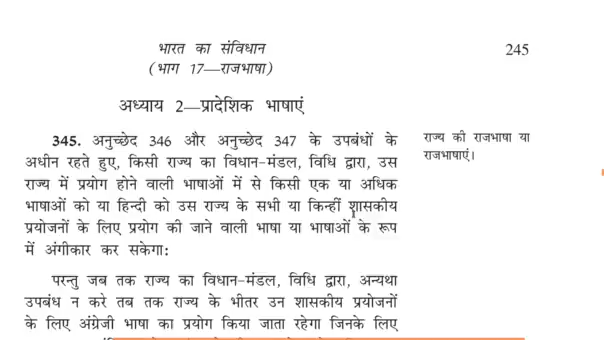 भारत का संविधान
245
(भाग 17—राजभाषा)
अध्याय 2—प्रादेशिक भाषाएं
345. अनुच्छेद 346 और अनुच्छेद 347 के उपबंधों के
अधीन रहते हुए, किसी राज्य का विधान-मंडल, विधि द्वारा, उस
राज्य में प्रयोग होने वाली भाषाओं में से किसी एक या अधिक
भाषाओं को या हिन्दी को उस राज्य के सभी या किन्हीं शासकीय
प्रयोजनों के लिए प्रयोग की जाने वाली भाषा या भाषाओं के रूप
में अंगीकार कर सकेगा:
राज्य की राजभाषा या
राजभाषाएं।
परन्तु जब तक राज्य का विधान-मंडल, विधि द्वारा, अन्यथा
उपबंध न करे तब तक राज्य के भीतर उन शासकीय प्रयोजनों
के लिए अंग्रेजी भाषा का प्रयोग किया जाता रहेगा जिनके लिए